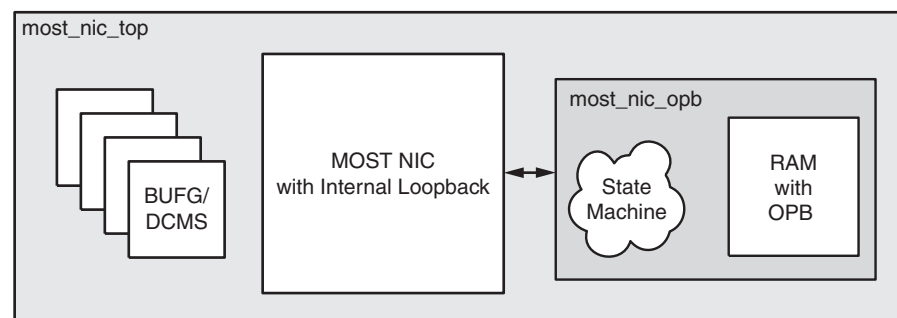 most_nic_top
BUFG/
DCMS
MOST NIC
with Internal Loopback
most_nic_opb
State
Machine
RAM
with
OPB